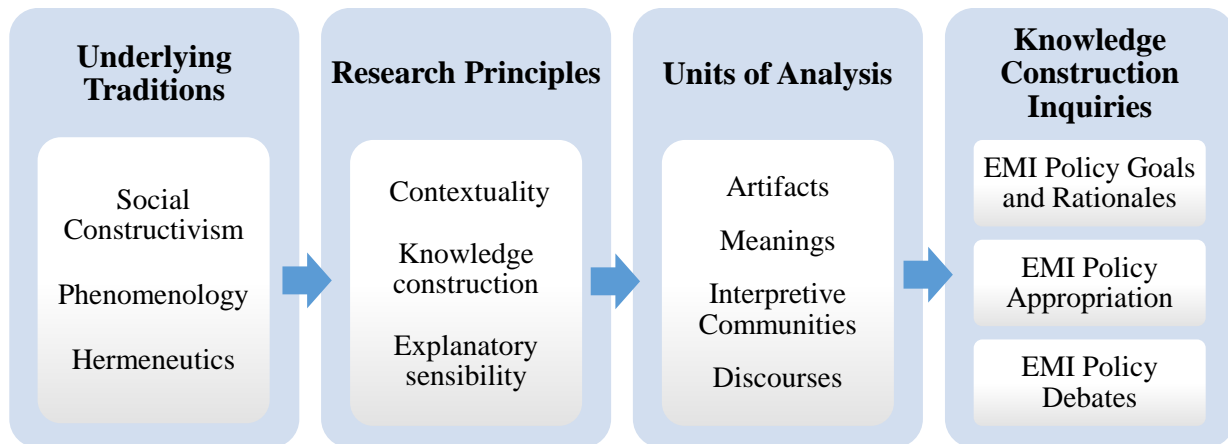 Underlying
Traditions
Social
Constructivism
Phenomenology
Hermeneutics
Research Principles
Contextuality
Knowledge
construction
Explanatory
sensibility
Units of Analysis
Artifacts
Meanings
Interpretive
Communities
Discourses
Knowledge
Construction
Inquiries
EMI Policy Goals
and Rationales
EMI Policy
Appropriation
EMI Policy
Debates